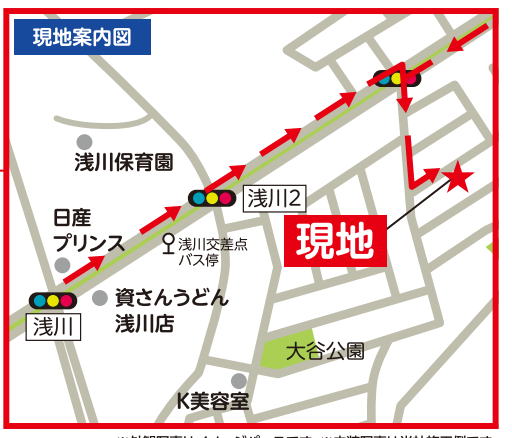 現地案内図
浅川保育園
浅川2
日産
プリンス
浅川交差点
バス停
現地
資さんうどん
浅川店
浅川
大谷公園
K美容室